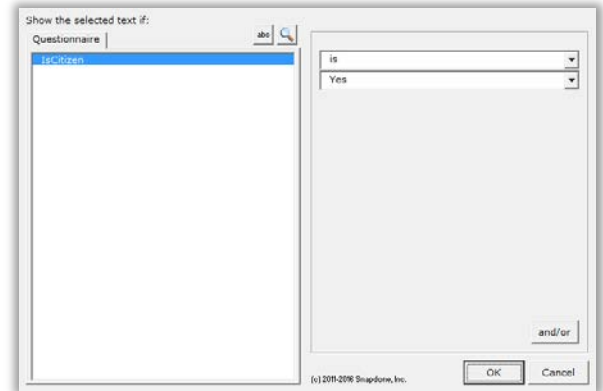 Show the selected text if:
Questionnaire
abc
IsCitizen
is
Yes
and/or
(c) 2011-2016 Snapdone, Inc.
OK
Cancel